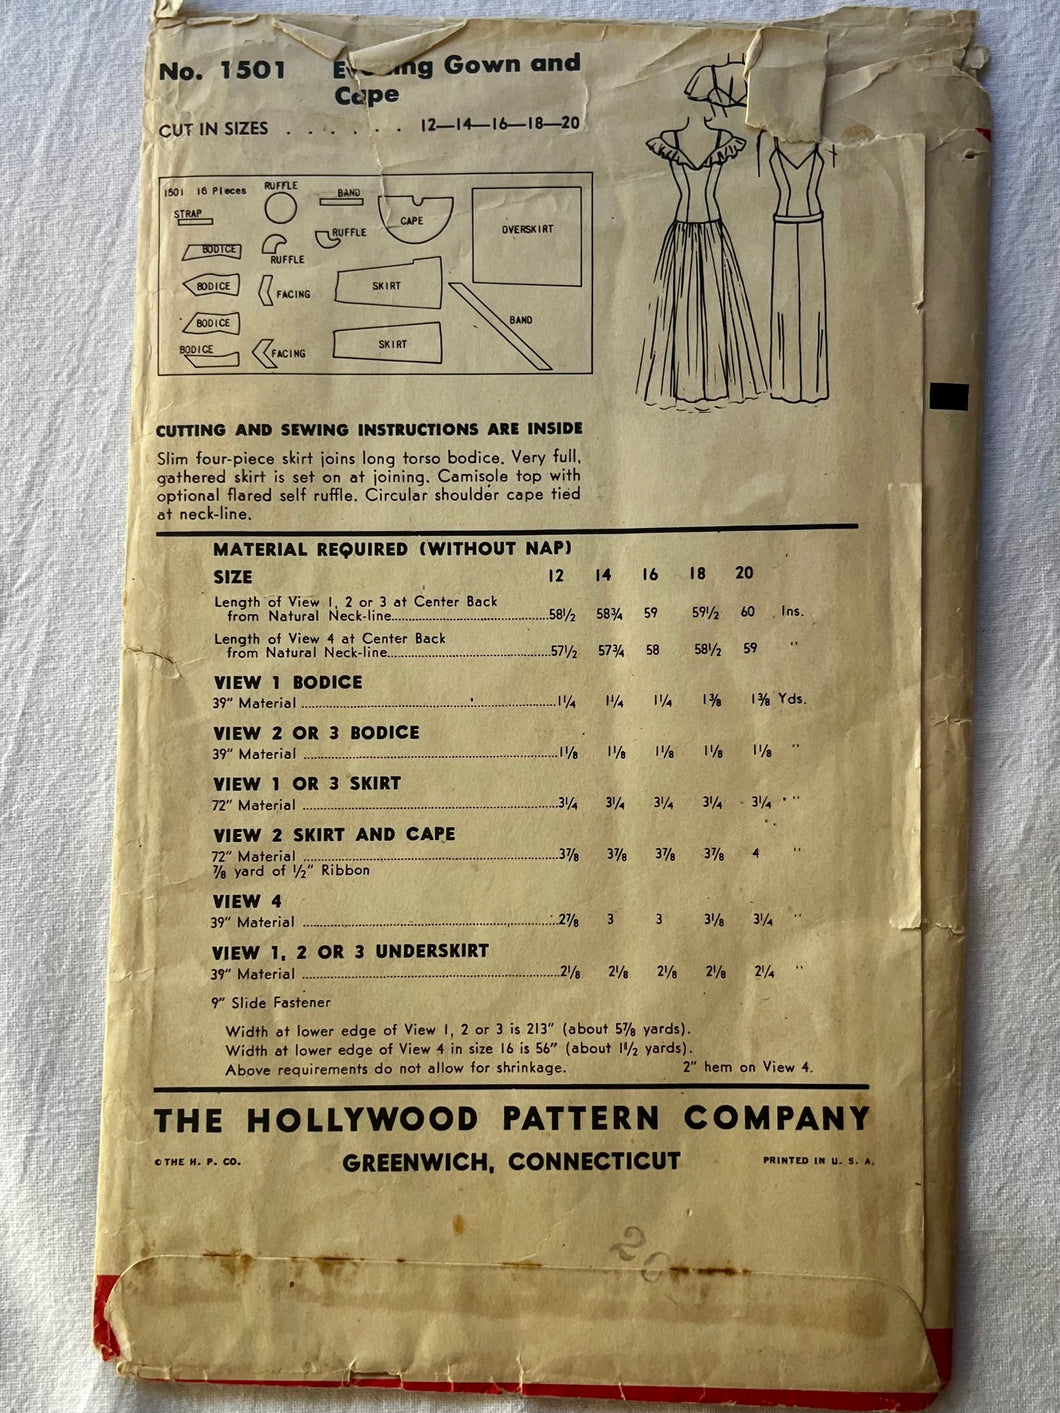 No. 1501 Evening Gown and
Cape
CUT IN SIZES . . . . . . 12—14—16—18—20
1501 16 Pieces
RUFFLE
BAND
STRAP
CAPE
OVERSKIRT
RUFFLE
BODICE
RUFFLE
BODICE
FACING
SKIRT
BODICE
BAND
BODICE
FACING
SKIRT
CUTTING AND SEWING INSTRUCTIONS ARE INSIDE
Slim four-piece skirt joins long torso bodice. Very full,
gathered skirt is set on at joining. Camisole top with
optional flared self ruffle. Circular shoulder cape tied
at neck-line.
MATERIAL REQUIRED (WITHOUT NAP)
SIZE 12 14 16 18 20
Length of View 1, 2 or 3 at Center Back
from Natural Neck-line 58½ 58¾ 59 59½ 60 Ins.
Length of View 4 at Center Back
from Natural Neck-line 57½ 57¾ 58 58½ 59 "
VIEW 1 BODICE
39" Material 1¼ 1¼ 1¼ 1⅜ 1⅜ Yds.
VIEW 2 OR 3 BODICE
39" Material 1⅛ 1⅛ 1⅛ 1⅛ 1⅛ "
VIEW 1 OR 3 SKIRT
72" Material 3¼ 3¼ 3¼ 3¼ 3¼ "
VIEW 2 SKIRT AND CAPE
72" Material 3⅞ 3⅞ 3⅞ 3⅞ 4 "
⅞ yard of ½" Ribbon
VIEW 4
39" Material 2⅞ 3 3 3⅛ 3¼ "
VIEW 1, 2 OR 3 UNDERSKIRT
39" Material 2⅛ 2⅛ 2⅛ 2⅛ 2¼ "
9" Slide Fastener
Width at lower edge of View 1, 2 or 3 is 213" (about 5⅞ yards).
Width at lower edge of View 4 in size 16 is 56" (about 1½ yards).
Above requirements do not allow for shrinkage. 2" hem on View 4.
THE HOLLYWOOD PATTERN COMPANY
© THE H. P. CO. GREENWICH, CONNECTICUT PRINTED IN U. S. A.
20